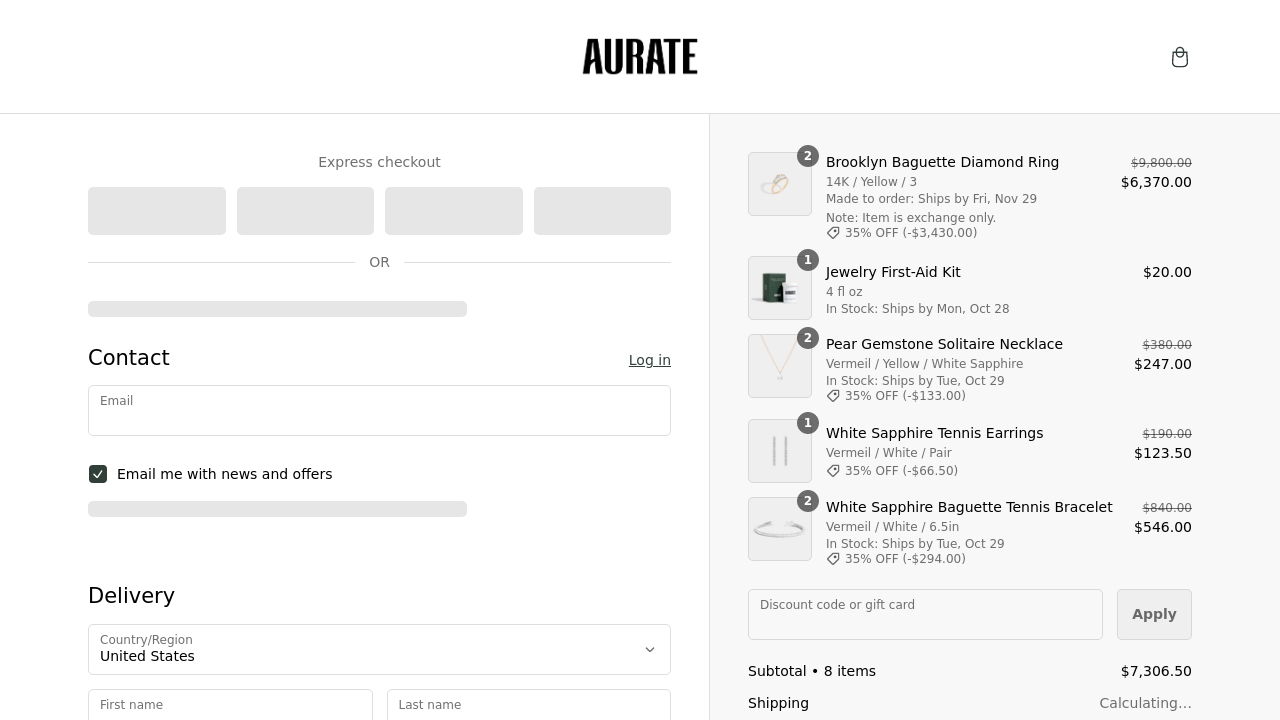 AURATE
Express checkout
OR
Contact
Log in
Email
Email me with news and offers
Delivery
Country/Region
United States
First name
Last name
2
Brooklyn Baguette Diamond Ring
$9,800.00
14K / Yellow / 3
$6,370.00
Made to order: Ships by Fri, Nov 29
Note: Item is exchange only.
35% OFF (-$3,430.00)
1
Jewelry First-Aid Kit
$20.00
4 fl oz
In Stock: Ships by Mon, Oct 28
2
Pear Gemstone Solitaire Necklace
$380.00
Vermeil / Yellow / White Sapphire
$247.00
In Stock: Ships by Tue, Oct 29
35% OFF (-$133.00)
1
White Sapphire Tennis Earrings
$190.00
Vermeil / White / Pair
$123.50
35% OFF (-$66.50)
2
White Sapphire Baguette Tennis Bracelet
$840.00
Vermeil / White / 6.5in
$546.00
In Stock: Ships by Tue, Oct 29
35% OFF (-$294.00)
Discount code or gift card
Apply
Subtotal • 8 items
$7,306.50
Shipping
Calculating...